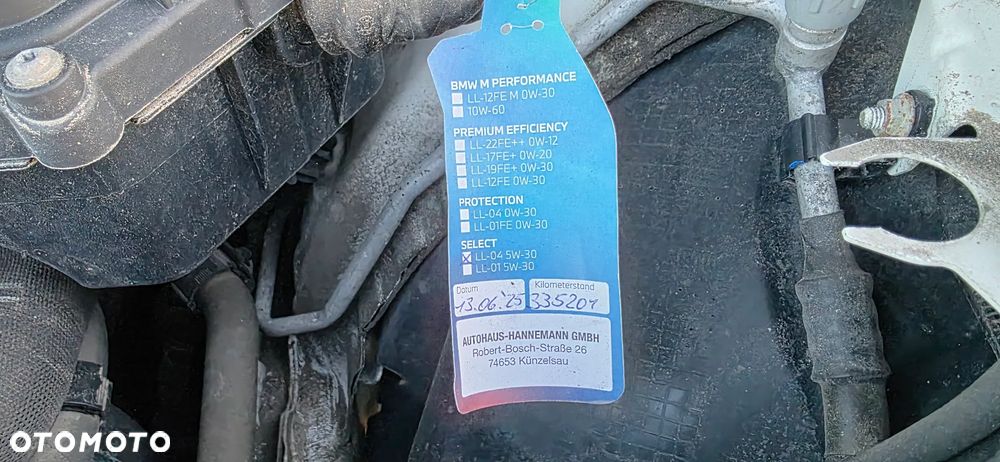 BMW M PERFORMANCE
LL-12FE M 0W-30
10W-60
PREMIUM EFFICIENCY
LL-22FE++ 0W-12
LL-17FE+ 0W-20
LL-19FE+ 0W-30
LL-12FE 0W-30
PROTECTION
LL-04 0W-30
LL-01FE 0W-30
SELECT
LL-04 5W-30
LL-01 5W-30
Datum Kilometerstand
13.06.25 335201
AUTOHAUS-HANNEMANN GMBH
Robert-Bosch-Straße 26
74653 Künzelsau
OTOMOTO